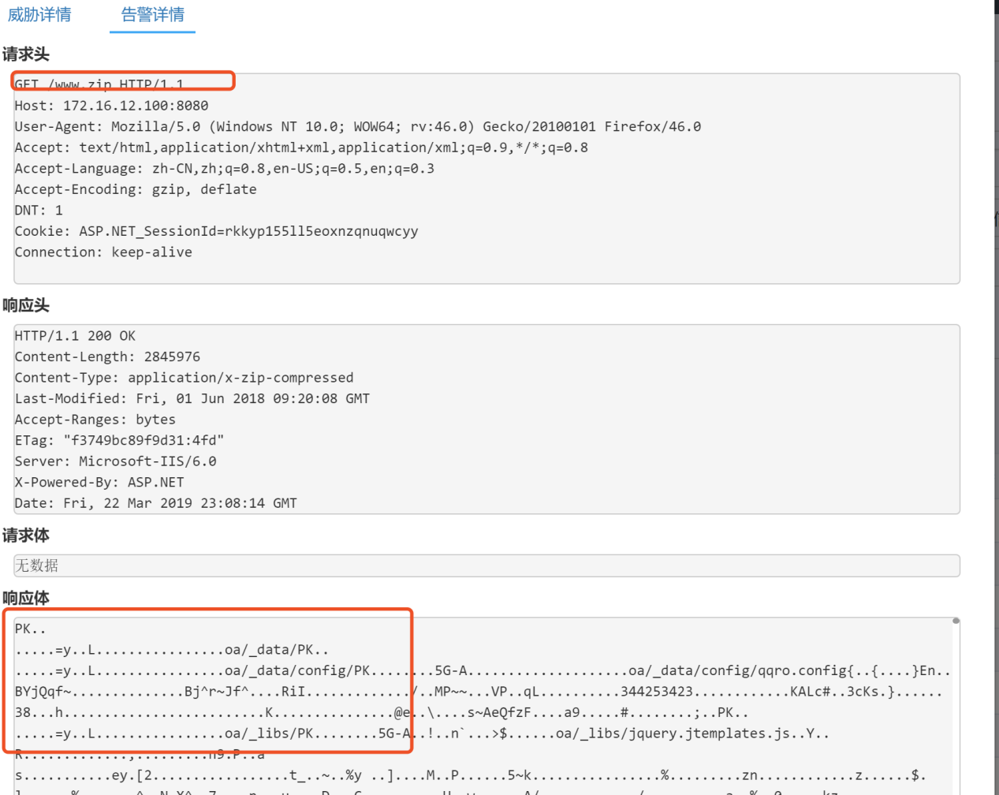 威胁详情 告警详情
请求头
GET /www.zip HTTP/1.1
Host: 172.16.12.100:8080
User-Agent: Mozilla/5.0 (Windows NT 10.0; WOW64; rv:46.0) Gecko/20100101 Firefox/46.0
Accept: text/html,application/xhtml+xml,application/xml;q=0.9,*/*;q=0.8
Accept-Language: zh-CN,zh;q=0.8,en-US;q=0.5,en;q=0.3
Accept-Encoding: gzip, deflate
DNT: 1
Cookie: ASP.NET_SessionId=rkkyp155ll5eoxnzqnuqwcyy
Connection: keep-alive
响应头
HTTP/1.1 200 OK
Content-Length: 2845976
Content-Type: application/x-zip-compressed
Last-Modified: Fri, 01 Jun 2018 09:20:08 GMT
Accept-Ranges: bytes
ETag: "f3749bc89f9d31:4fd"
Server: Microsoft-IIS/6.0
X-Powered-By: ASP.NET
Date: Fri, 22 Mar 2019 23:08:14 GMT
请求体
无数据
响应体
PK..
.....=y..L................oa/_data/PK..
.....=y..L................oa/_data/config/PK........5G-A....................oa/_data/config/qqro.config{..{....}En..
BYjQqf~..............Bj^r~Jf^....RiI............./..MP~~...VP..qL..........344253423............KALc#..3cKs.}......
38...h.........................K...............@e..\....s~AeQfzF....a9.....#........;..PK..
.....=y..L................oa/_libs/PK........5G-A..!..n`...>$......oa/_libs/jquery.jtemplates.js..Y..
R.............,.........h9.P..a
s...........ey.[2.................t_..~..%y ..]....M..P......5~k................%.........zn............z......$.